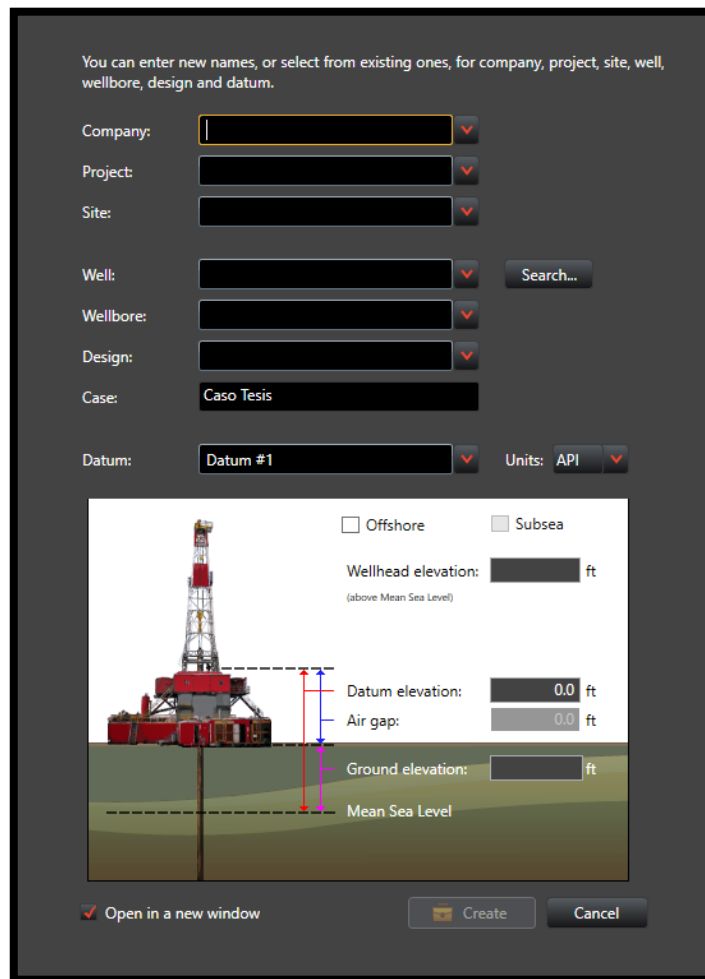 You can enter new names, or select from existing ones, for company, project, site, well,
wellbore, design and datum.
Company:
Project:
Site:
Well:
Search...
Wellbore:
Design:
Case:
Caso Tesis
Datum:
Datum #1
Units:
API
Offshore
Subsea
Wellhead elevation:
ft
(above Mean Sea Level)
Datum elevation:
0.0
ft
Air gap:
0.0
ft
Ground elevation:
ft
Mean Sea Level
Open in a new window
Create
Cancel